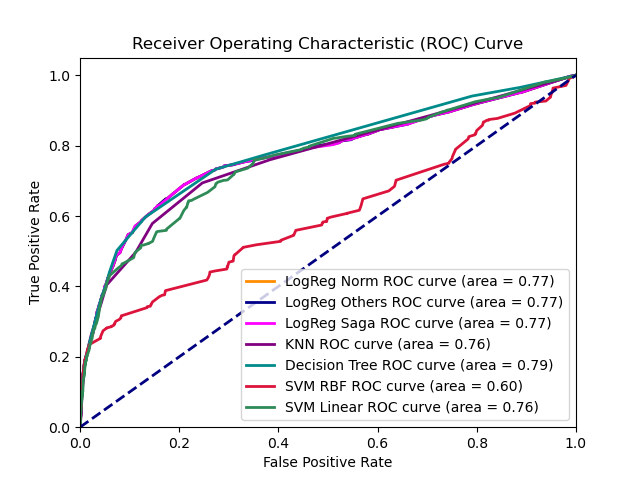 Receiver Operating Characteristic (ROC) Curve
1.0
0.8
0.6
0.4
0.2
0.0
True Positive Rate
LogReg Norm ROC curve (area = 0.77)
LogReg Others ROC curve (area = 0.77)
LogReg Saga ROC curve (area = 0.77)
KNN ROC curve (area = 0.76)
Decision Tree ROC curve (area = 0.79)
SVM RBF ROC curve (area = 0.60)
SVM Linear ROC curve (area = 0.76)
0.0 0.2 0.4 0.6 0.8 1.0
False Positive Rate